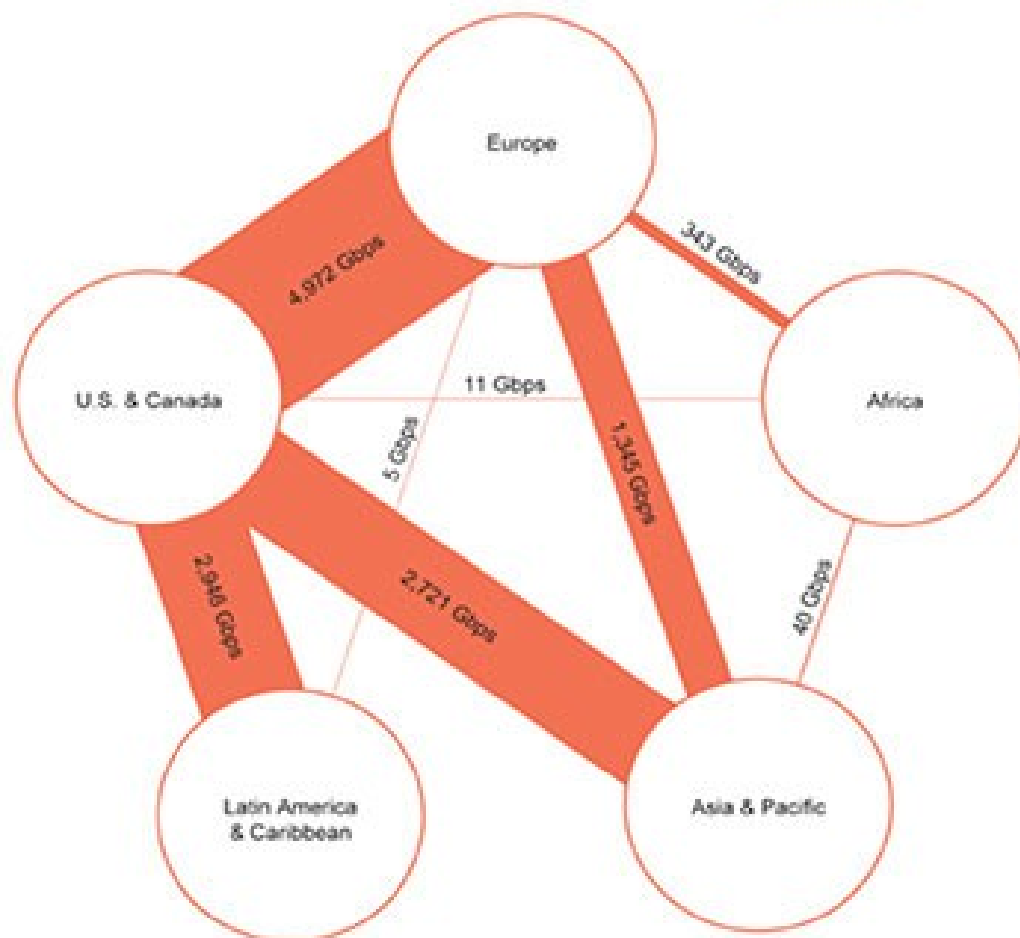 Europe
4,972 Gbps
343 Gbps
U.S. & Canada
11 Gbps
Africa
5 Gbps
1,345 Gbps
2,946 Gbps
2,721 Gbps
40 Gbps
Latin America
& Caribbean
Asia & Pacific